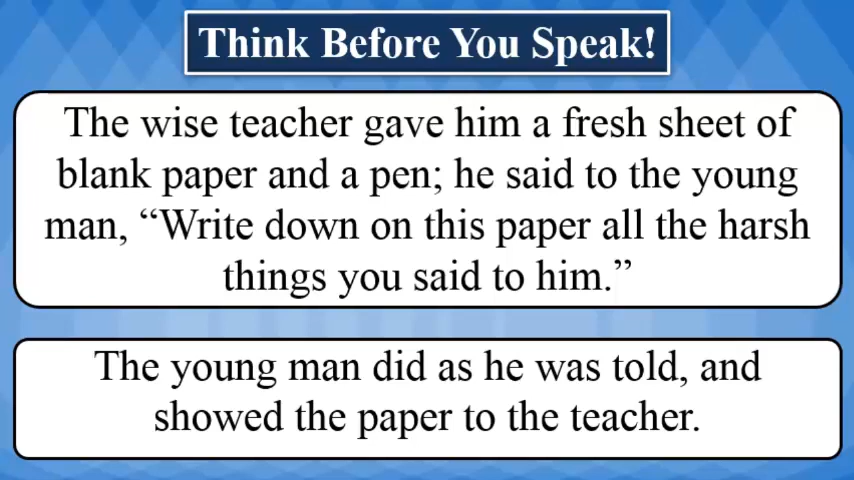 Think Before You Speak!
The wise teacher gave him a fresh sheet of
blank paper and a pen; he said to the young
man, “Write down on this paper all the harsh
things you said to him.”
The young man did as he was told, and
showed the paper to the teacher.